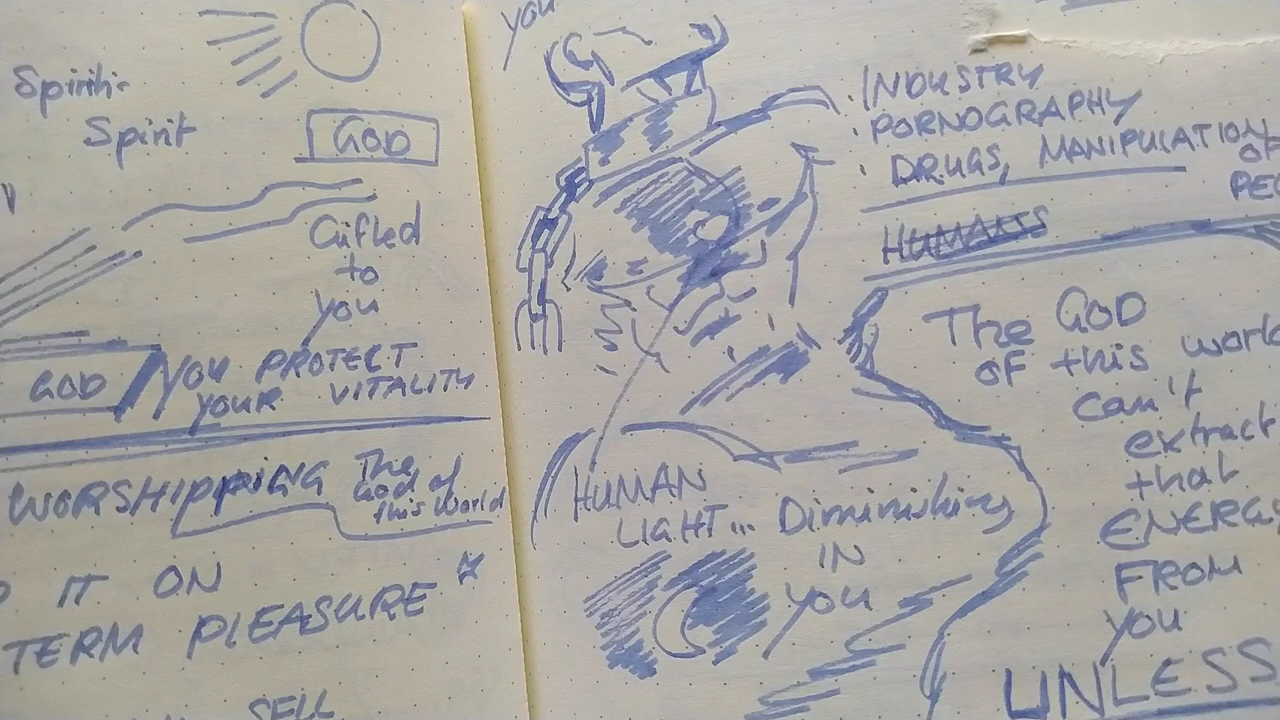 Spirit-
Spirit
GOD
Gifted
to
you
GOD
YOU PROTECT
YOUR VITALITY
WORSHIPPING The
God of
this World
IT ON
TERM PLEASURE"
SELL
you
INDUSTRY
PORNOGRAPHY
DRUGS, MANIPULATION
OF
HUMANS
The GOD
OF this
can't
extract
that
ENERGY
FROM
you
UNLESS
HUMAN
LIGHT... Diminishing
IN
you